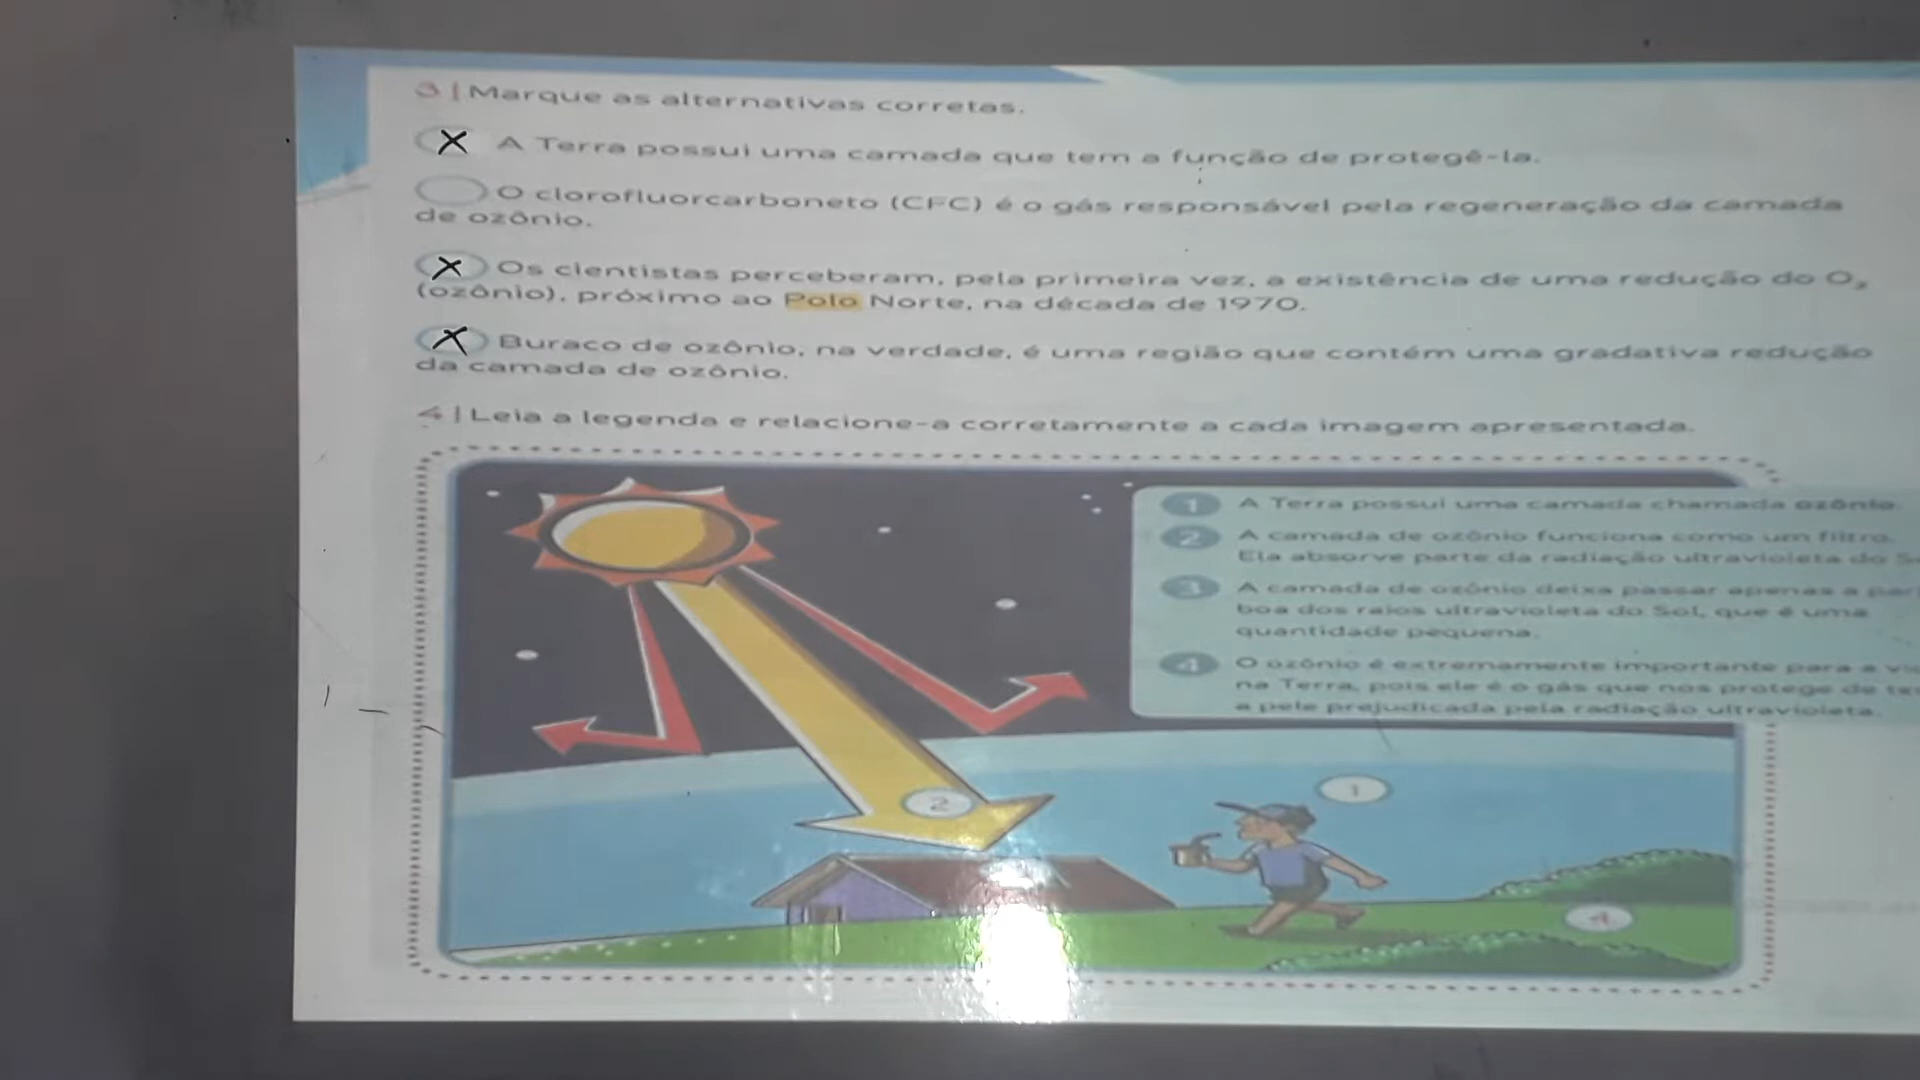 3 | Marque as alternativas corretas.
X A Terra possui uma camada que tem a função de protegê-la.
O clorofluorcarboneto (CFC) é o gás responsável pela regeneração da camada
de ozônio.
X Os cientistas perceberam, pela primeira vez, a existência de uma redução do O₃
(ozônio), próximo ao Polo Norte, na década de 1970.
X Buraco de ozônio, na verdade, é uma região que contém uma gradativa redução
da camada de ozônio.
4 | Leia a legenda e relacione-a corretamente a cada imagem apresentada.
1 A Terra possui uma camada chamada ozônio.
2 A camada de ozônio funciona como um filtro.
Ela absorve parte da radiação ultravioleta do
3 A camada de ozônio deixa passar apenas a
boa dos raios ultravioleta do Sol, que é uma
quantidade pequena.
4 O ozônio é extremamente importante para a
na Terra, pois ele é o gás que nos protege de
a pele prejudicada pela radiação ultravioleta.
1
2
4